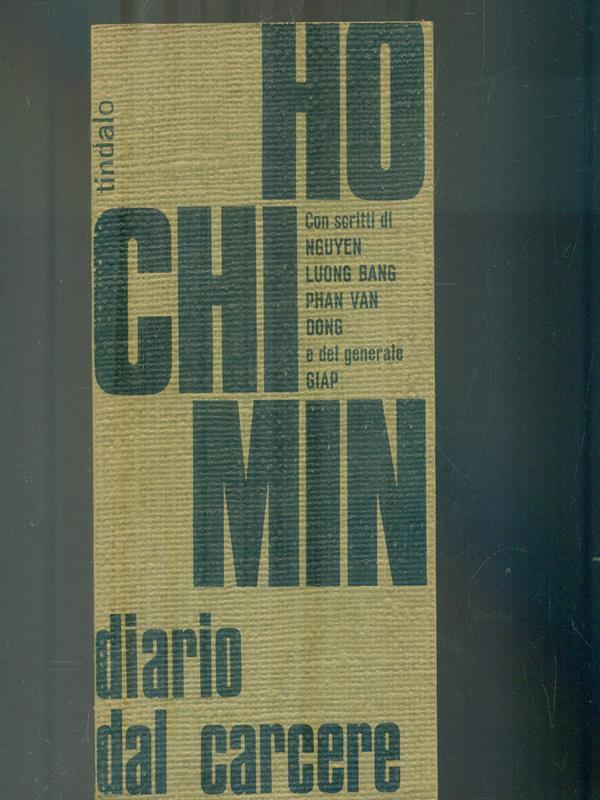 tindalo
HO
CHI
Con scritti di
NGUYEN
LUONG BANG
PHAN VAN
DONG
e del generale
GIAP
MIN
diario
dal carcere